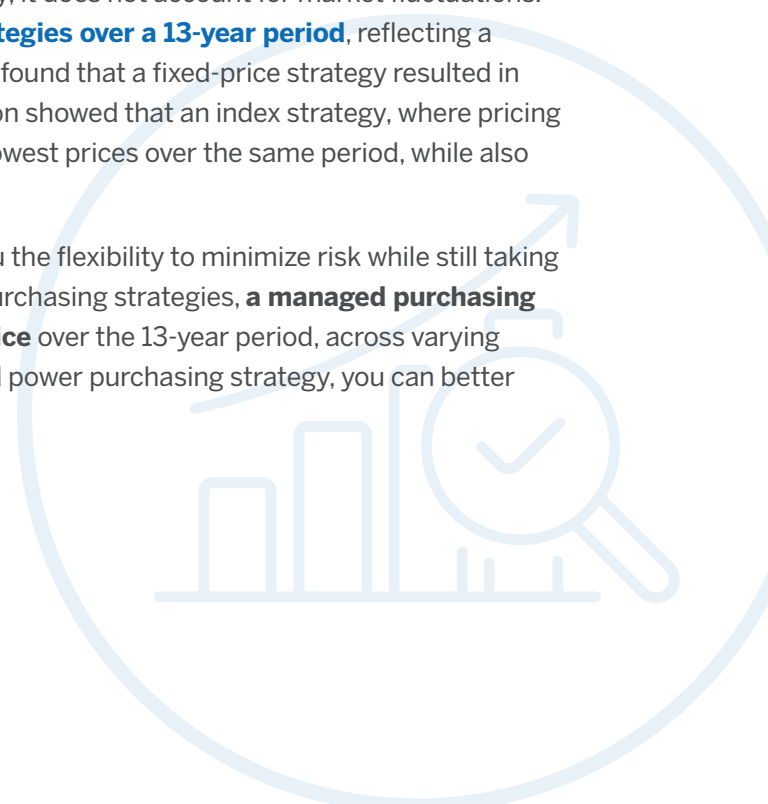 y, it does not account for market fluctuations.
tegies over a 13-year period, reflecting a
found that a fixed-price strategy resulted in
on showed that an index strategy, where pricing
owest prices over the same period, while also
u the flexibility to minimize risk while still taking
urchasing strategies, a managed purchasing
ice over the 13-year period, across varying
d power purchasing strategy, you can better